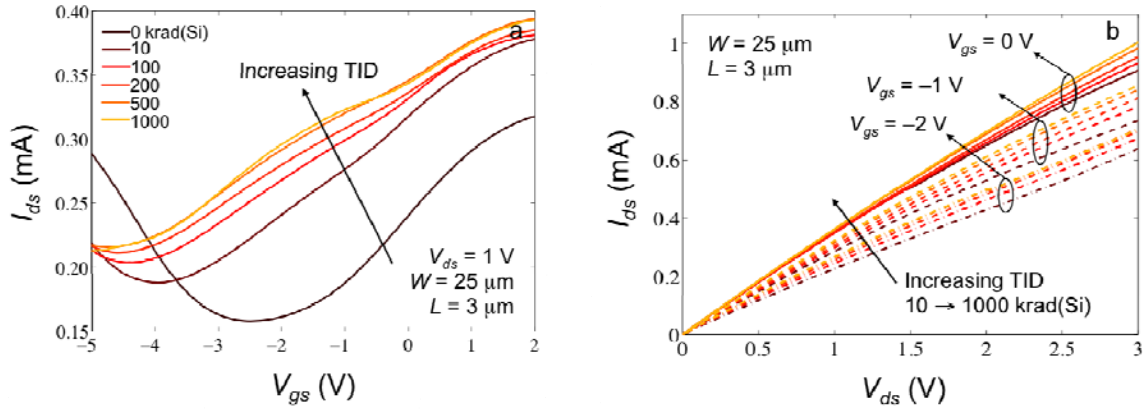 a
0 krad(Si)
10
100
200
500
1000
Increasing TID
V_ds = 1 V
W = 25 μm
L = 3 μm
0.40
0.35
0.30
0.25
0.20
0.15
I_ds (mA)
−5 −4 −3 −2 −1 0 1 2
V_gs (V)
b
W = 25 μm
L = 3 μm
V_gs = 0 V
V_gs = −1 V
V_gs = −2 V
Increasing TID
10 → 1000 krad(Si)
1
0.8
0.6
0.4
0.2
0
I_ds (mA)
0 0.5 1 1.5 2 2.5 3
V_ds (V)